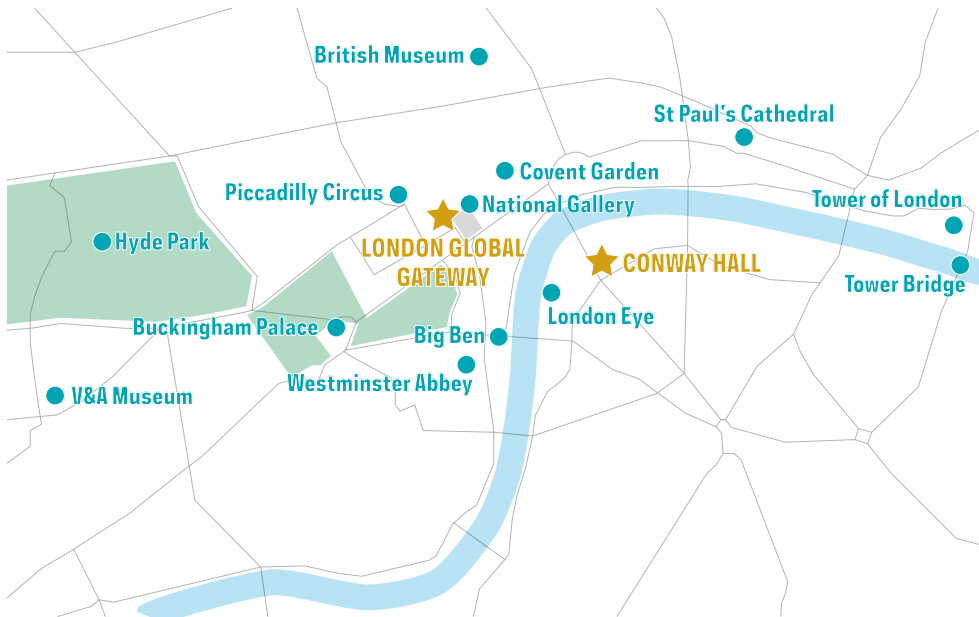 British Museum
St Paul's Cathedral
Covent Garden
Piccadilly Circus
National Gallery
Tower of London
Hyde Park
LONDON GLOBAL
GATEWAY
CONWAY HALL
Tower Bridge
London Eye
Buckingham Palace
Big Ben
Westminster Abbey
V&A Museum